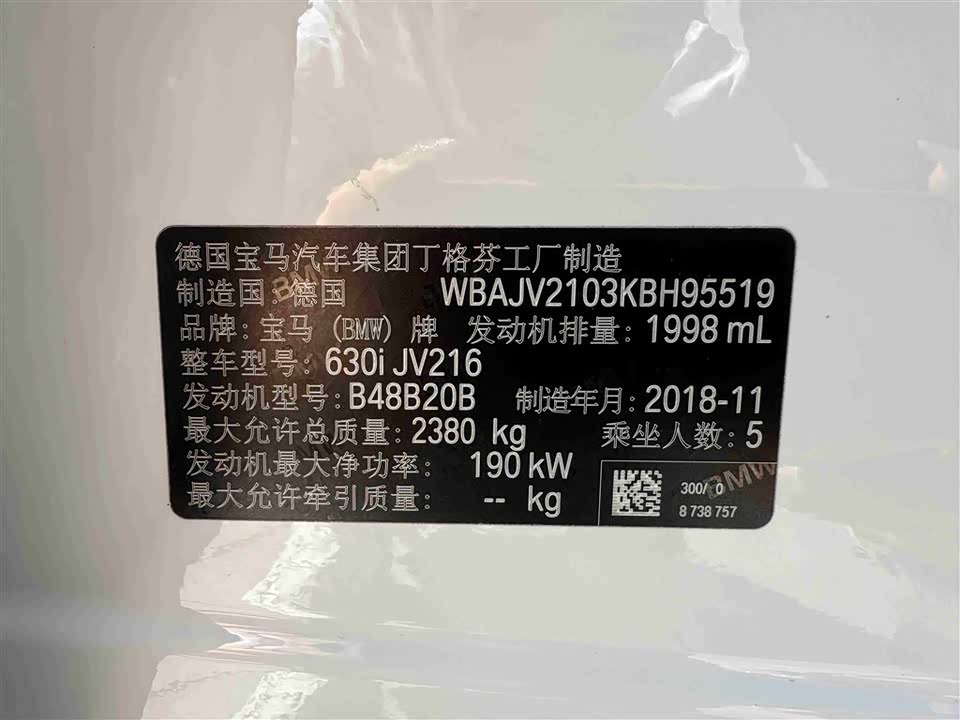 德国宝马汽车集团丁格芬工厂制造
制造国：德国 WBAJV2103KBH95519
品牌：宝马（BMW）牌 发动机排量：1998 mL
整车型号：630i JV216
发动机型号：B48B20B 制造年月：2018-11
最大允许总质量：2380 kg 乘坐人数：5
发动机最大净功率： 190 kW
最大允许牵引质量： -- kg
300/ 0
8 738 757
BMW
BMW